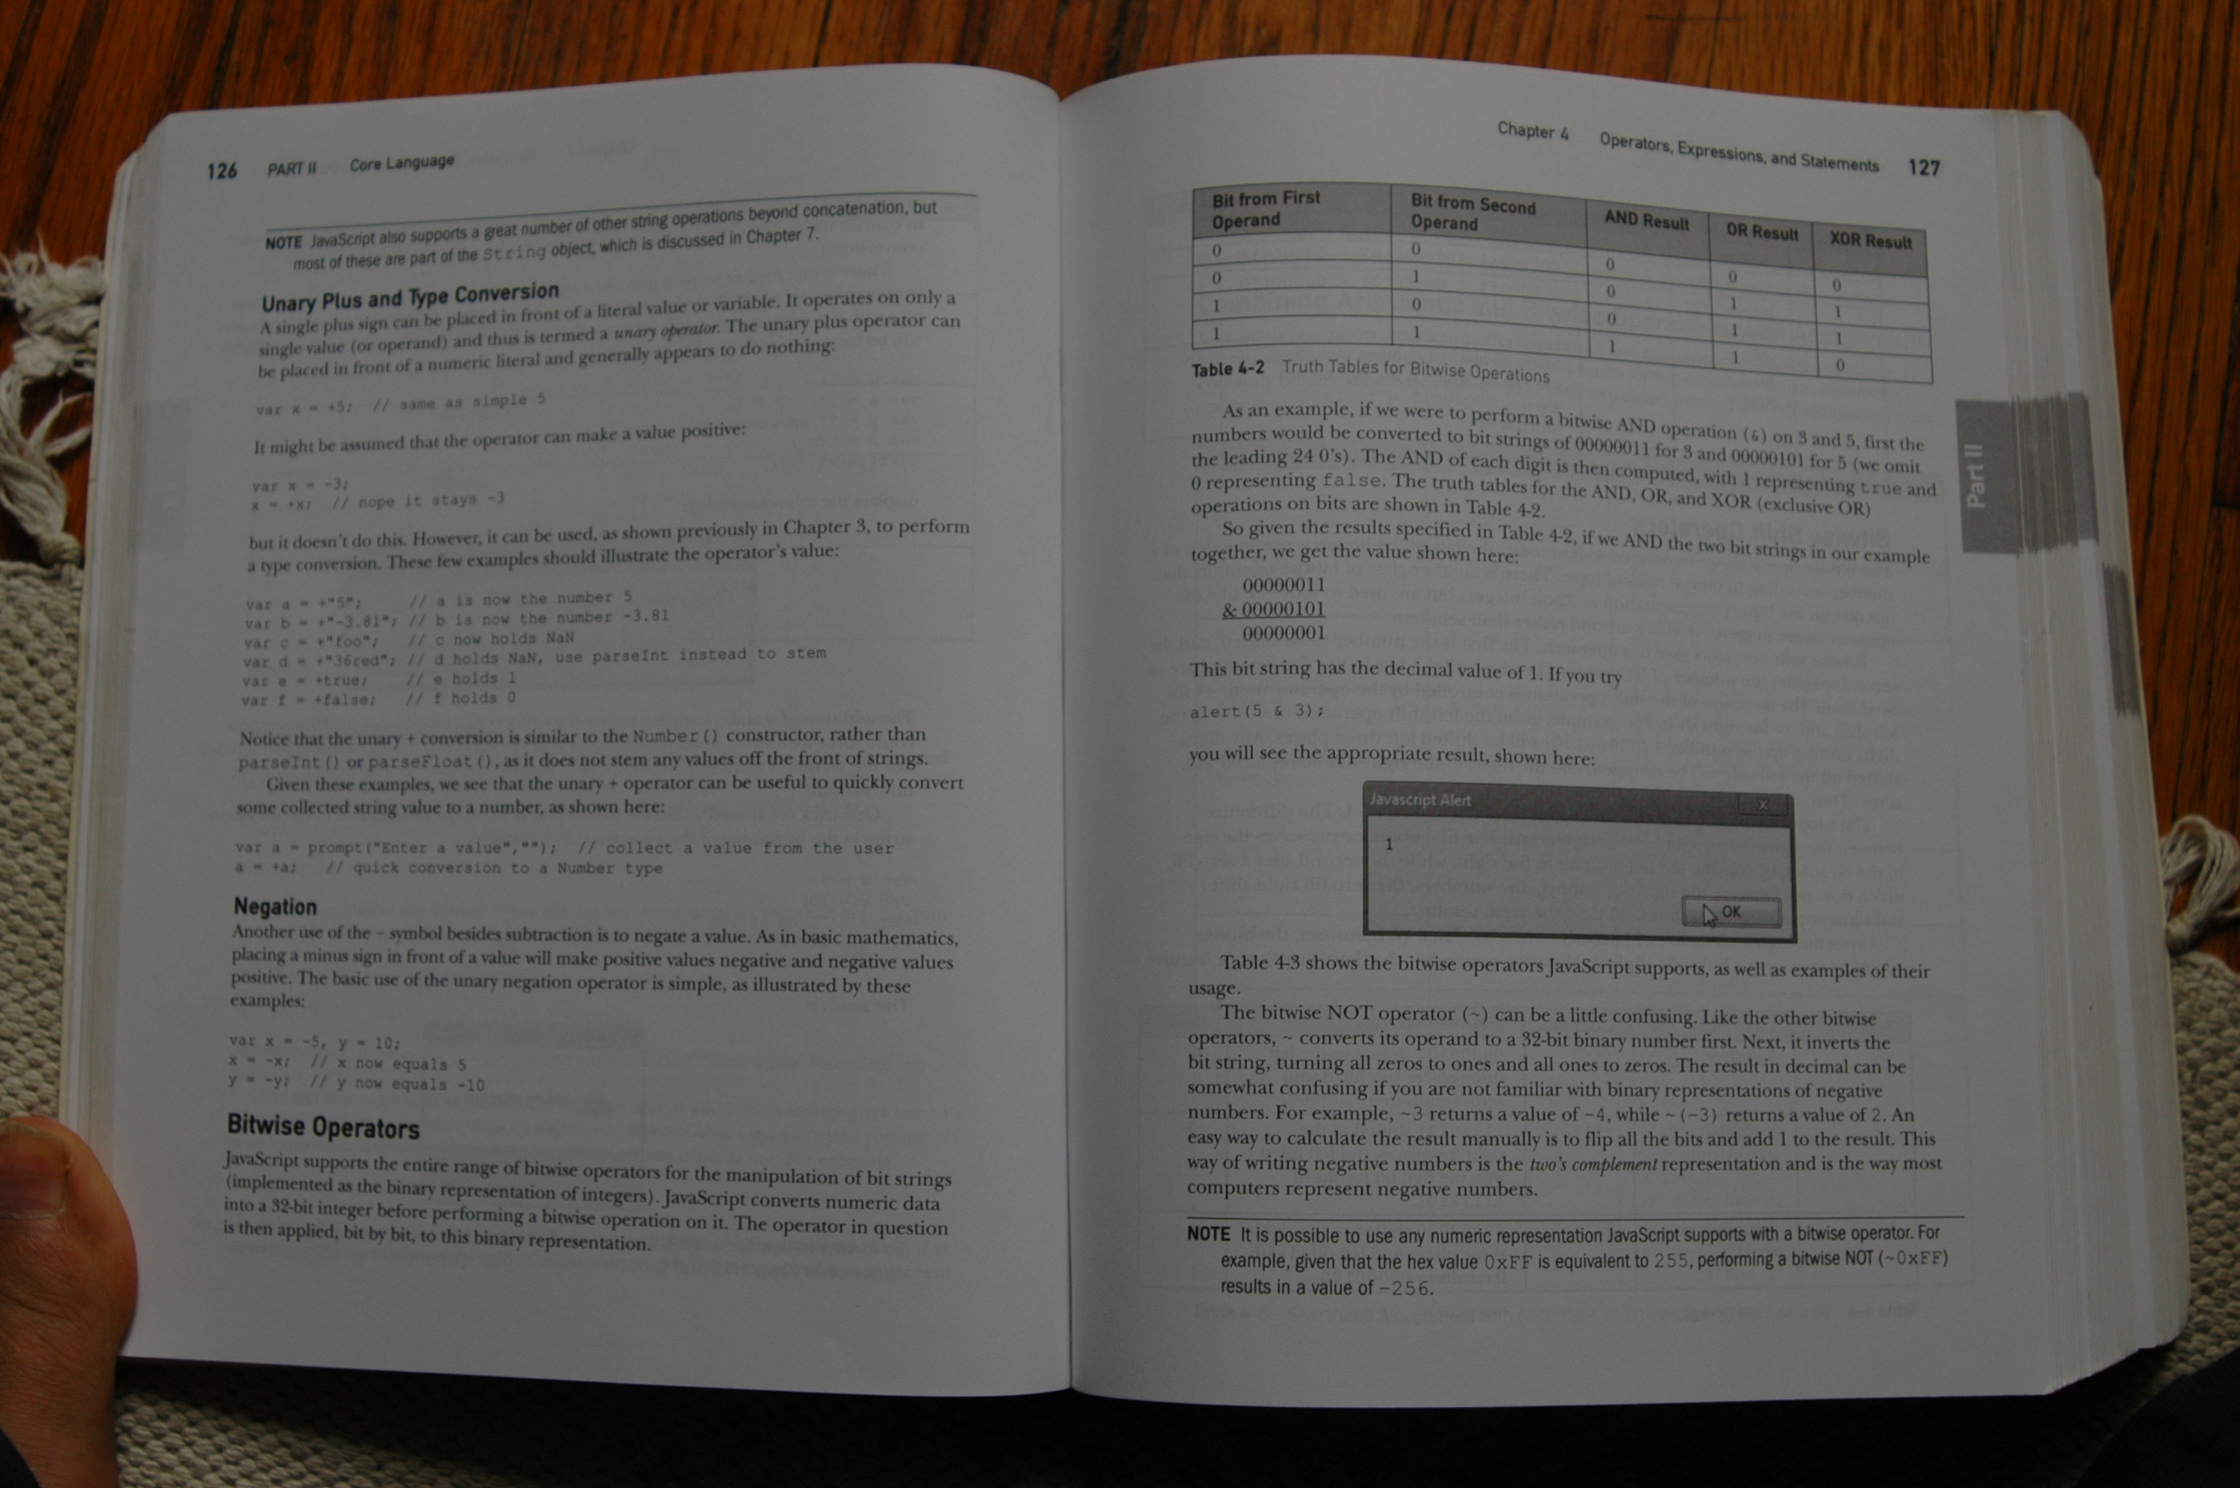 126 PART II Core Language
NOTE JavaScript also supports a great number of other string operations beyond concatenation, but
most of these are part of the String object, which is discussed in Chapter 7.
Unary Plus and Type Conversion
A single plus sign can be placed in front of a literal value or variable. It operates on only a
single value (or operand) and thus is termed a unary operator. The unary plus operator can
be placed in front of a numeric literal and generally appears to do nothing:
var x = +5; // same as simple 5
It might be assumed that the operator can make a value positive:
var x = -3;
x = +x; // nope it stays -3
but it doesn't do this. However, it can be used, as shown previously in Chapter 3, to perform
a type conversion. These few examples should illustrate the operator's value:
var a = +"5"; // a is now the number 5
var b = +"-3.81"; // b is now the number -3.81
var c = +"foo"; // c now holds NaN
var d = +"36red"; // d holds NaN, use parseInt instead to stem
var e = +true; // e holds 1
var f = +false; // f holds 0
Notice that the unary + conversion is similar to the Number() constructor, rather than
parseInt() or parseFloat(), as it does not stem any values off the front of strings.
Given these examples, we see that the unary + operator can be useful to quickly convert
some collected string value to a number, as shown here:
var a = prompt("Enter a value",""); // collect a value from the user
a = +a; // quick conversion to a Number type
Negation
Another use of the – symbol besides subtraction is to negate a value. As in basic mathematics,
placing a minus sign in front of a value will make positive values negative and negative values
positive. The basic use of the unary negation operator is simple, as illustrated by these
examples:
var x = -5, y = 10;
x = -x; // x now equals 5
y = -y; // y now equals -10
Bitwise Operators
JavaScript supports the entire range of bitwise operators for the manipulation of bit strings
(implemented as the binary representation of integers). JavaScript converts numeric data
into a 32-bit integer before performing a bitwise operation on it. The operator in question
is then applied, bit by bit, to this binary representation.
Chapter 4 Operators, Expressions, and Statements 127
Bit from First Operand Bit from Second Operand AND Result OR Result XOR Result
0 0 0 0 0
0 1 0 1 1
1 0 0 1 1
1 1 1 1 0
Table 4-2 Truth Tables for Bitwise Operations
Part II
As an example, if we were to perform a bitwise AND operation (&) on 3 and 5, first the
numbers would be converted to bit strings of 00000011 for 3 and 00000101 for 5 (we omit
the leading 24 0's). The AND of each digit is then computed, with 1 representing true and
0 representing false. The truth tables for the AND, OR, and XOR (exclusive OR)
operations on bits are shown in Table 4-2.
So given the results specified in Table 4-2, if we AND the two bit strings in our example
together, we get the value shown here:
00000011
& 00000101
00000001
This bit string has the decimal value of 1. If you try
alert(5 & 3);
you will see the appropriate result, shown here:
Javascript Alert X
1
OK
Table 4-3 shows the bitwise operators JavaScript supports, as well as examples of their
usage.
The bitwise NOT operator (~) can be a little confusing. Like the other bitwise
operators, ~ converts its operand to a 32-bit binary number first. Next, it inverts the
bit string, turning all zeros to ones and all ones to zeros. The result in decimal can be
somewhat confusing if you are not familiar with binary representations of negative
numbers. For example, ~3 returns a value of –4, while ~(–3) returns a value of 2. An
easy way to calculate the result manually is to flip all the bits and add 1 to the result. This
way of writing negative numbers is the two's complement representation and is the way most
computers represent negative numbers.
NOTE It is possible to use any numeric representation JavaScript supports with a bitwise operator. For
example, given that the hex value 0xFF is equivalent to 255, performing a bitwise NOT (~0xFF)
results in a value of –256.